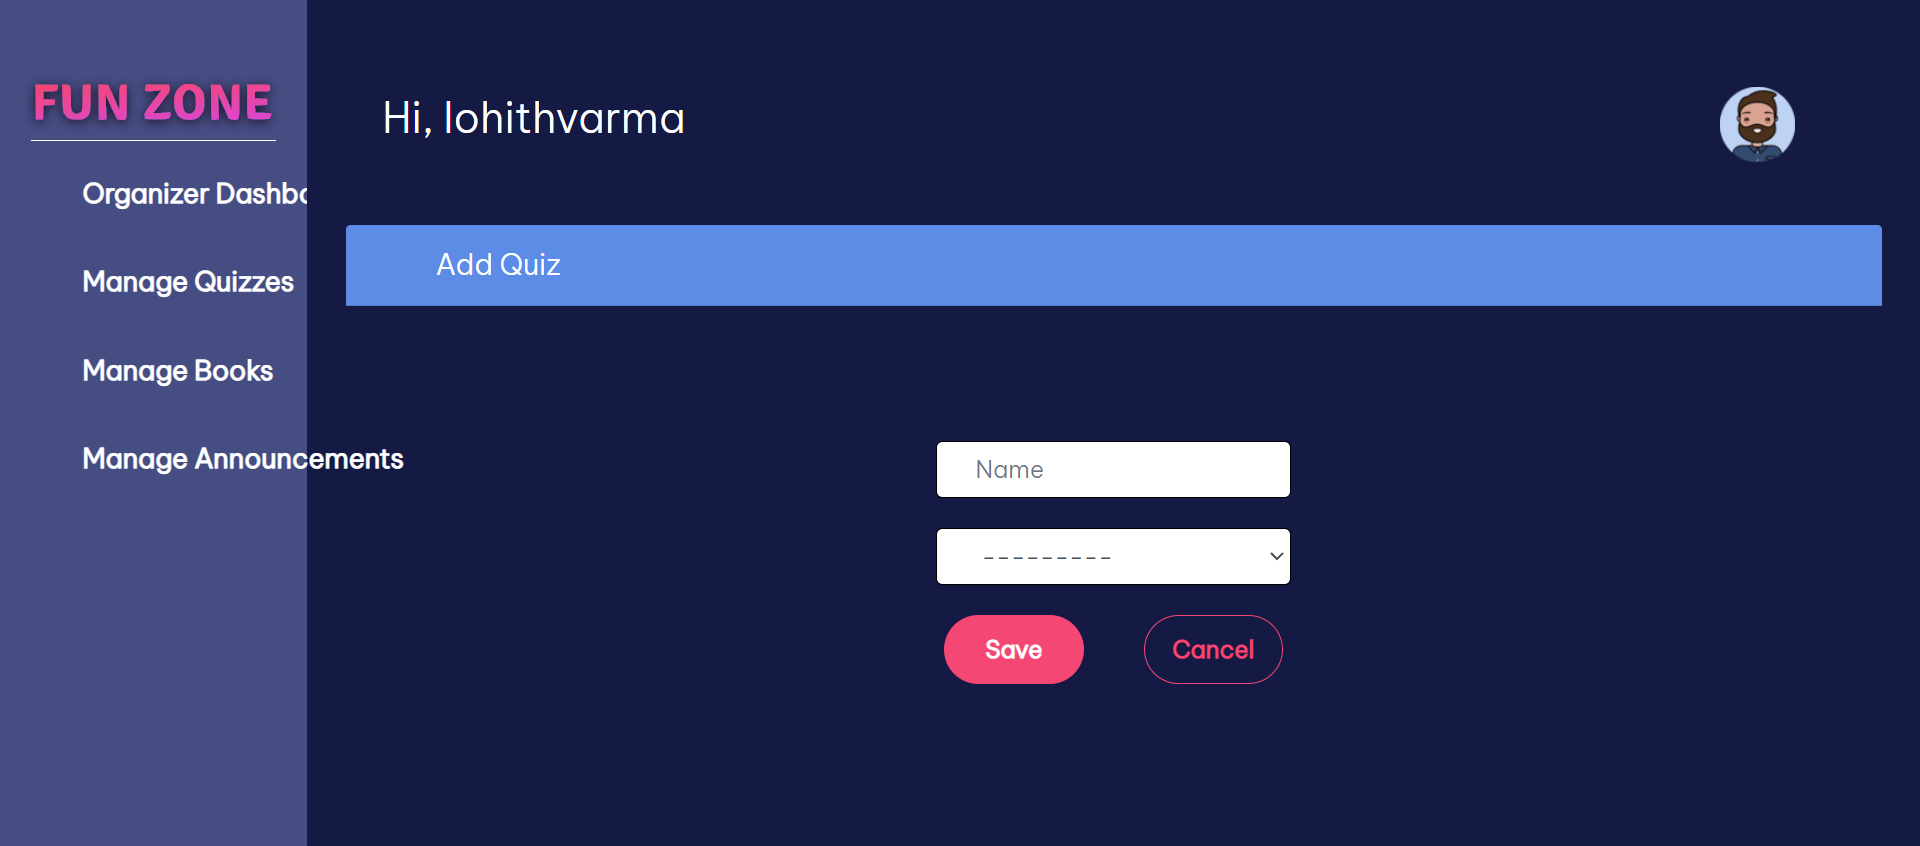 FUN ZONE
Hi, lohithvarma
Organizer Dashbo
Add Quiz
Manage Quizzes
Manage Books
Manage Announcements
Name
---------
Save
Cancel